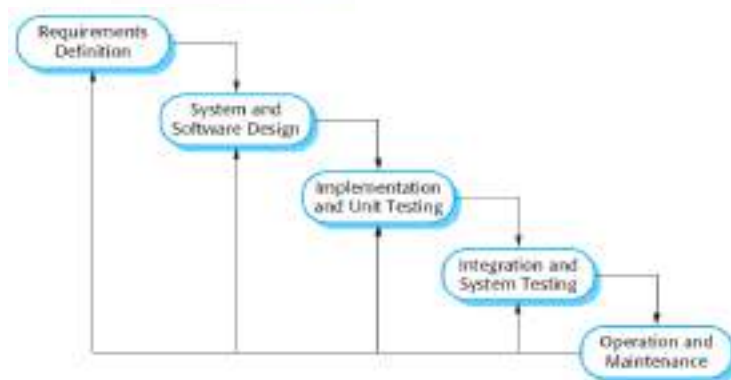 Requirements
Definition
System and
Software Design
Implementation
and Unit Testing
Integration and
System Testing
Operation and
Maintenance